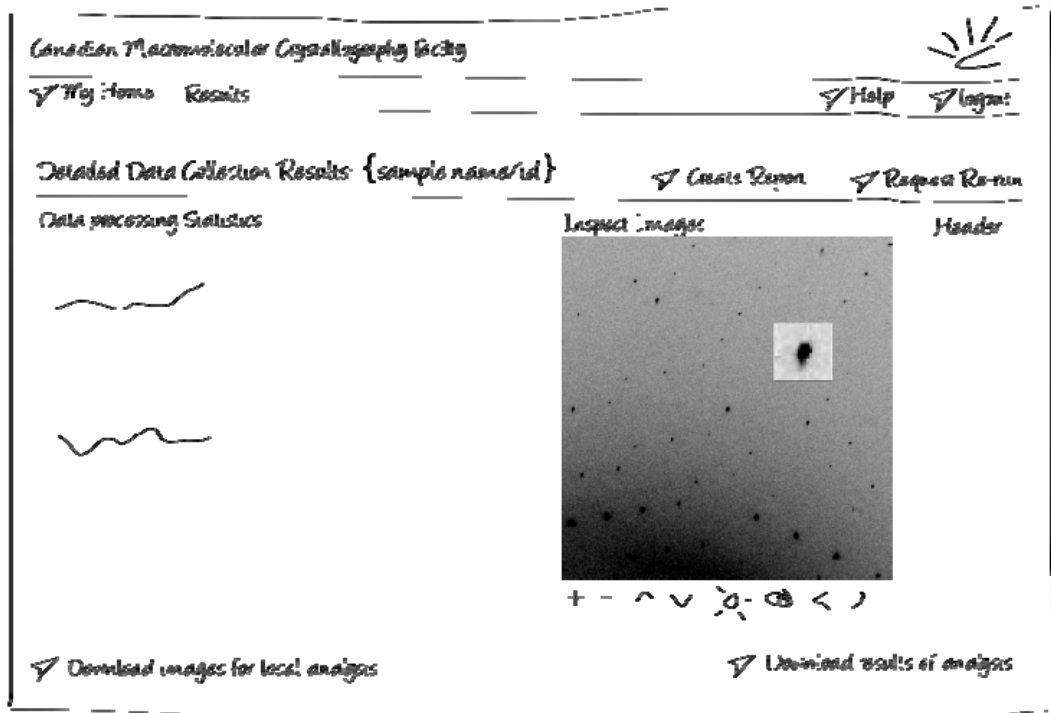 Canadian Macromolecular Crystallography Facility
My Home Results Help Logout
Detailed Data Collection Results {sample name/id} Create Report Request Re-run
Data processing Statistics Inspect Images Header
+ -
Download images for local analysis Download results of analysis